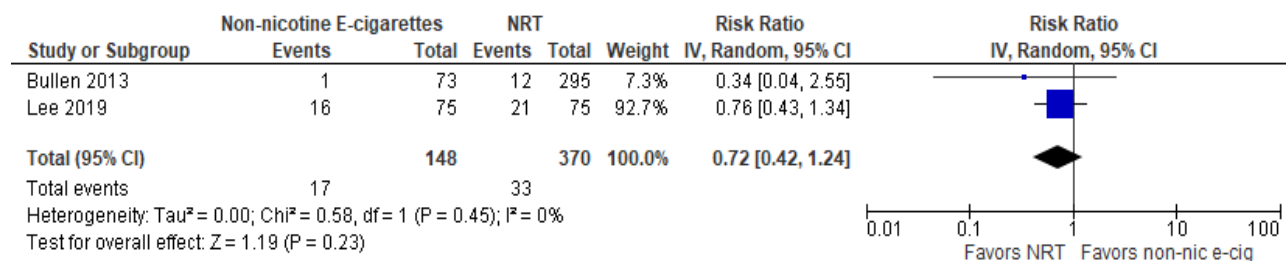 Non-nicotine E-cigarettes NRT Risk Ratio Risk Ratio
Study or Subgroup Events Total Events Total Weight IV, Random, 95% CI IV, Random, 95% CI
Bullen 2013 1 73 12 295 7.3% 0.34 [0.04, 2.55]
Lee 2019 16 75 21 75 92.7% 0.76 [0.43, 1.34]
Total (95% CI) 148 370 100.0% 0.72 [0.42, 1.24]
Total events 17 33
Heterogeneity: Tau² = 0.00; Chi² = 0.58, df = 1 (P = 0.45); I² = 0%
Test for overall effect: Z = 1.19 (P = 0.23)
0.01 0.1 1 10 100
Favors NRT Favors non-nic e-cig